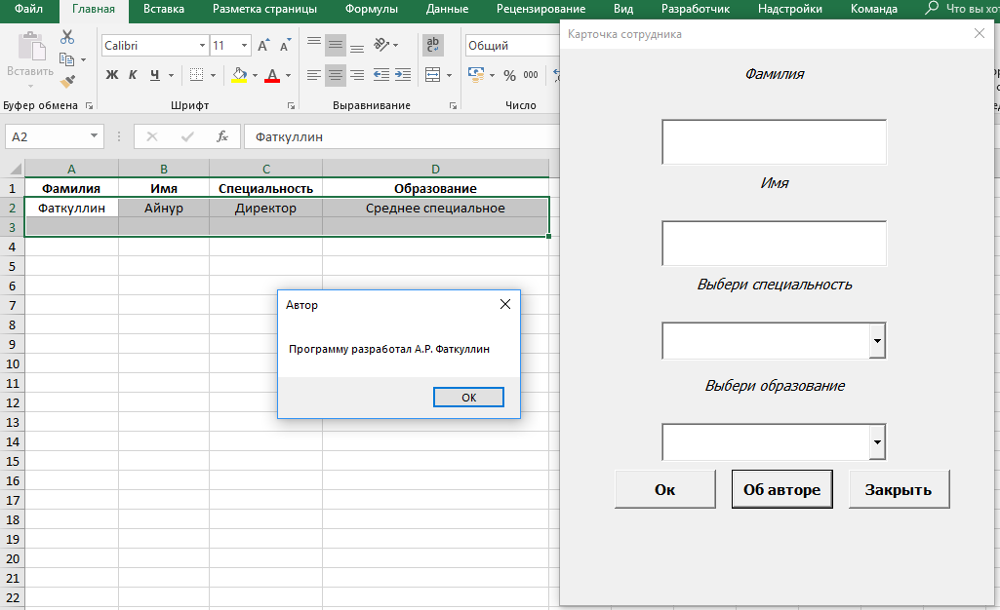 Файл Главная Вставка Разметка страницы Формулы Данные Рецензирование Вид Разработчик Надстройки Команда Что вы хот
Вставить
Calibri 11 А А
Ж К Ч А
ab
Общий
% 000
Буфер обмена Шрифт Выравнивание Число
A2 fx Фаткуллин
A B C D
1 Фамилия Имя Специальность Образование
2 Фаткуллин Айнур Директор Среднее специальное
3
4
5
6
7
8
9
10
11
12
13
14
15
16
17
18
19
20
21
22
Автор
Программу разработал А.Р. Фаткуллин
OK
Карточка сотрудника
Фамилия
Имя
Выбери специальность
Выбери образование
Ок Об авторе Закрыть